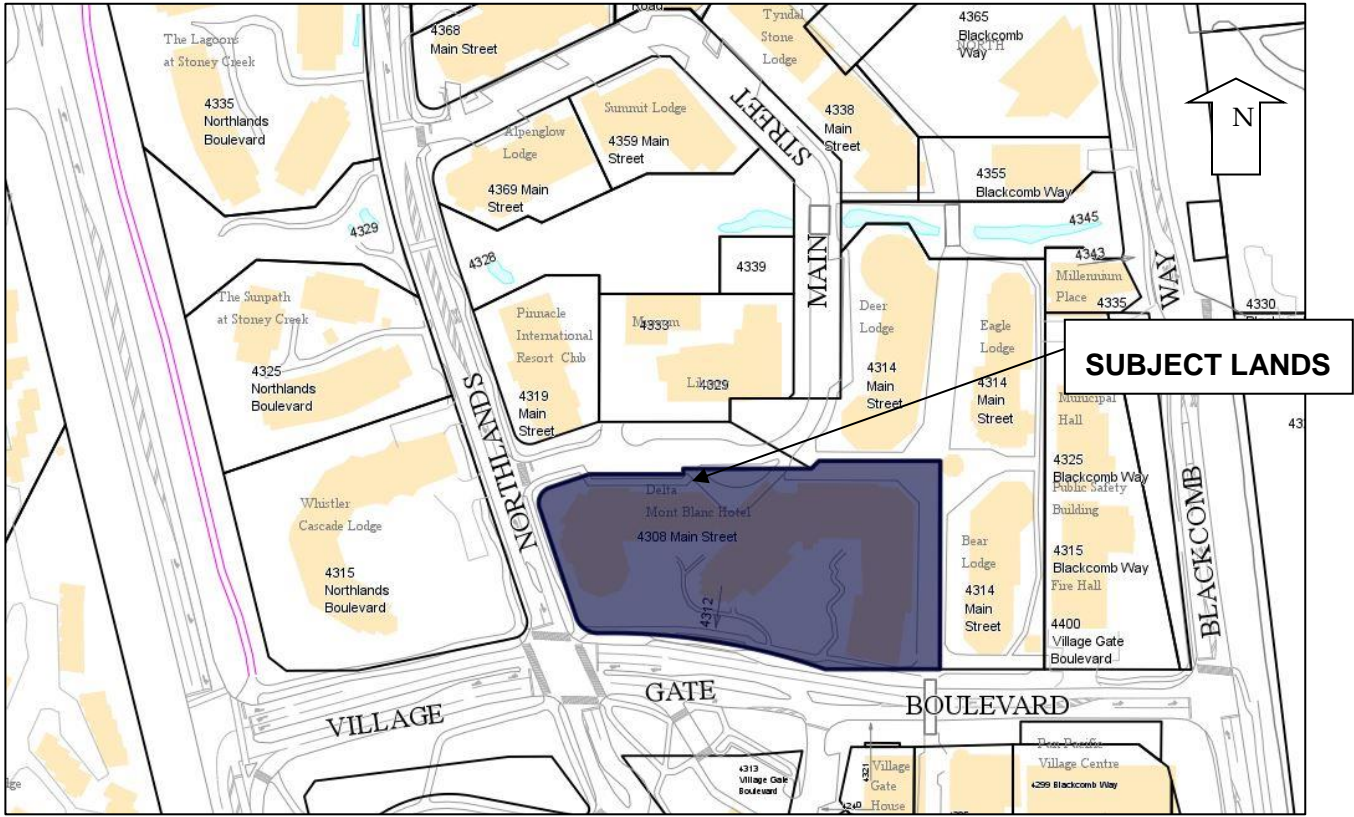 Road
The Lagoons
at Stoney Creek
4335
Northlands
Boulevard
4368
Main Street
Tyndal
Stone
Lodge
4338
Main
Street
4365
Blackcomb
Way
NORTH
N
Summit Lodge
4359 Main
Street
Alpenglow
Lodge
4369 Main
Street
STREET
4355
Blackcomb Way
4345
4343
4329
4328
4339
MAIN
WAY
Millennium
Place
4335
4330
The Sunpath
at Stoney Creek
4325
Northlands
Boulevard
Pinnacle
International
Resort Club
4319
Main
Street
Museum
4333
Library
4329
Deer
Lodge
4314
Main
Street
Eagle
Lodge
4314
Main
Street
SUBJECT LANDS
Municipal
Hall
4325
Blackcomb Way
Public Safety
Building
4315
Blackcomb Way
Fire Hall
4400
Village Gate
Boulevard
NORTHLANDS
BLACKCOMB
Whistler
Cascade Lodge
4315
Northlands
Boulevard
Delta
Mont Blanc Hotel
4308 Main Street
4312
Bear
Lodge
4314
Main
Street
VILLAGE
GATE
BOULEVARD
4313
Village Gate
Boulevard
4321
Village
Gate
House
4240
Pan Pacific
Village Centre
4299 Blackcomb Way